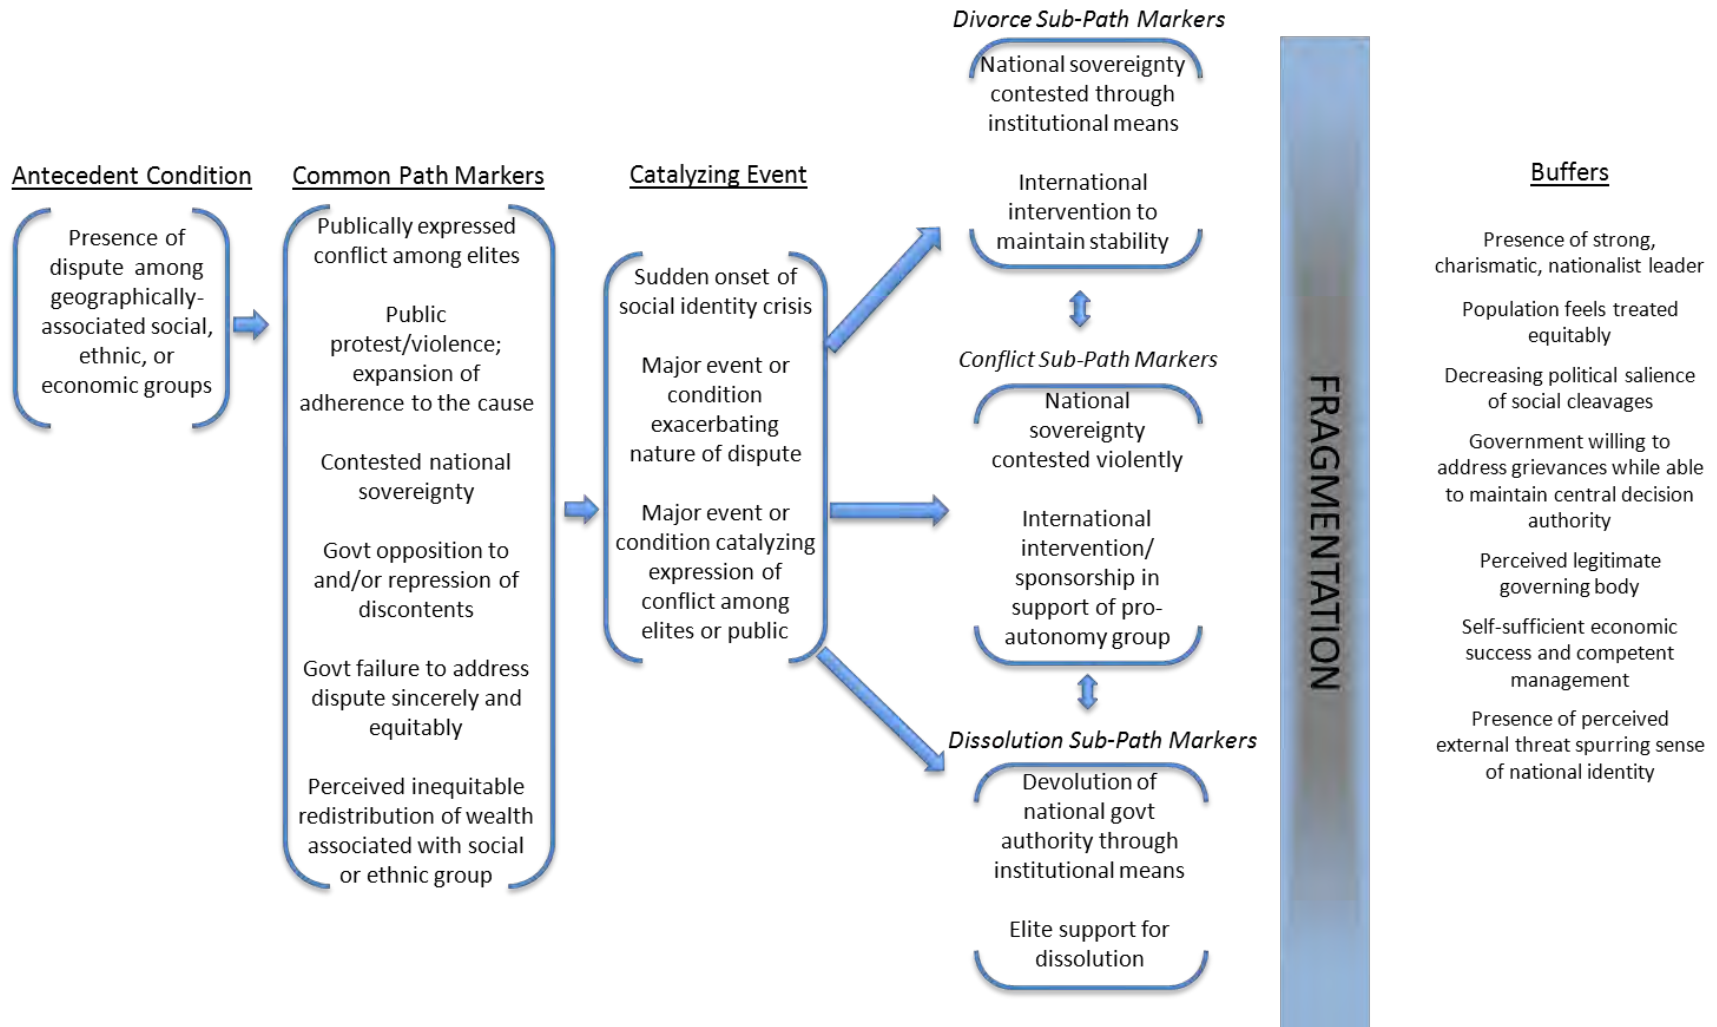 Antecedent Condition
Presence of
dispute among
geographically-
associated social,
ethnic, or
economic groups
Common Path Markers
Publically expressed
conflict among elites
Public
protest/violence;
expansion of
adherence to the cause
Contested national
sovereignty
Govt opposition to
and/or repression of
discontents
Govt failure to address
dispute sincerely and
equitably
Perceived inequitable
redistribution of wealth
associated with social
or ethnic group
Catalyzing Event
Sudden onset of
social identity crisis
Major event or
condition
exacerbating
nature of dispute
Major event or
condition catalyzing
expression of
conflict among
elites or public
Divorce Sub-Path Markers
National sovereignty
contested through
institutional means
International
intervention to
maintain stability
Conflict Sub-Path Markers
National
sovereignty
contested violently
International
intervention/
sponsorship in
support of pro-
autonomy group
Dissolution Sub-Path Markers
Devolution of
national govt
authority through
institutional means
Elite support for
dissolution
FRAGMENTATION
Buffers
Presence of strong,
charismatic, nationalist leader
Population feels treated
equitably
Decreasing political salience
of social cleavages
Government willing to
address grievances while able
to maintain central decision
authority
Perceived legitimate
governing body
Self-sufficient economic
success and competent
management
Presence of perceived
external threat spurring sense
of national identity